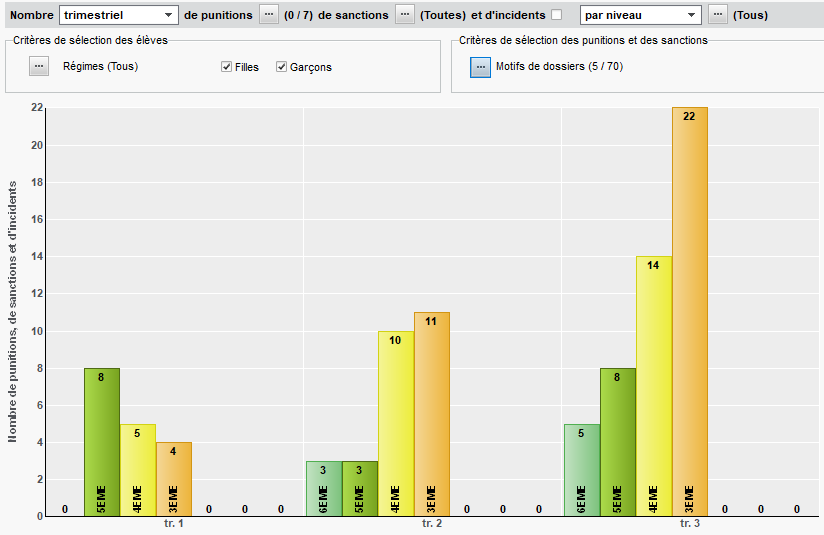 Nombre trimestriel de punitions ... (0 / 7) de sanctions ... (Toutes) et d'incidents par niveau ... (Tous)
Critères de sélection des élèves
... Régimes (Tous) Filles Garçons
Critères de sélection des punitions et des sanctions
... Motifs de dossiers (5 / 70)
Nombre de punitions, de sanctions et d'incidents
22
20
18
16
14
12
10
8
6
4
2
0
0 8 5 4 0 0 0
5EME 4EME 3EME
tr. 1
3 3 10 11 0 0 0
6EME 5EME 4EME 3EME
tr. 2
5 8 14 22 0 0 0
6EME 5EME 4EME 3EME
tr. 3